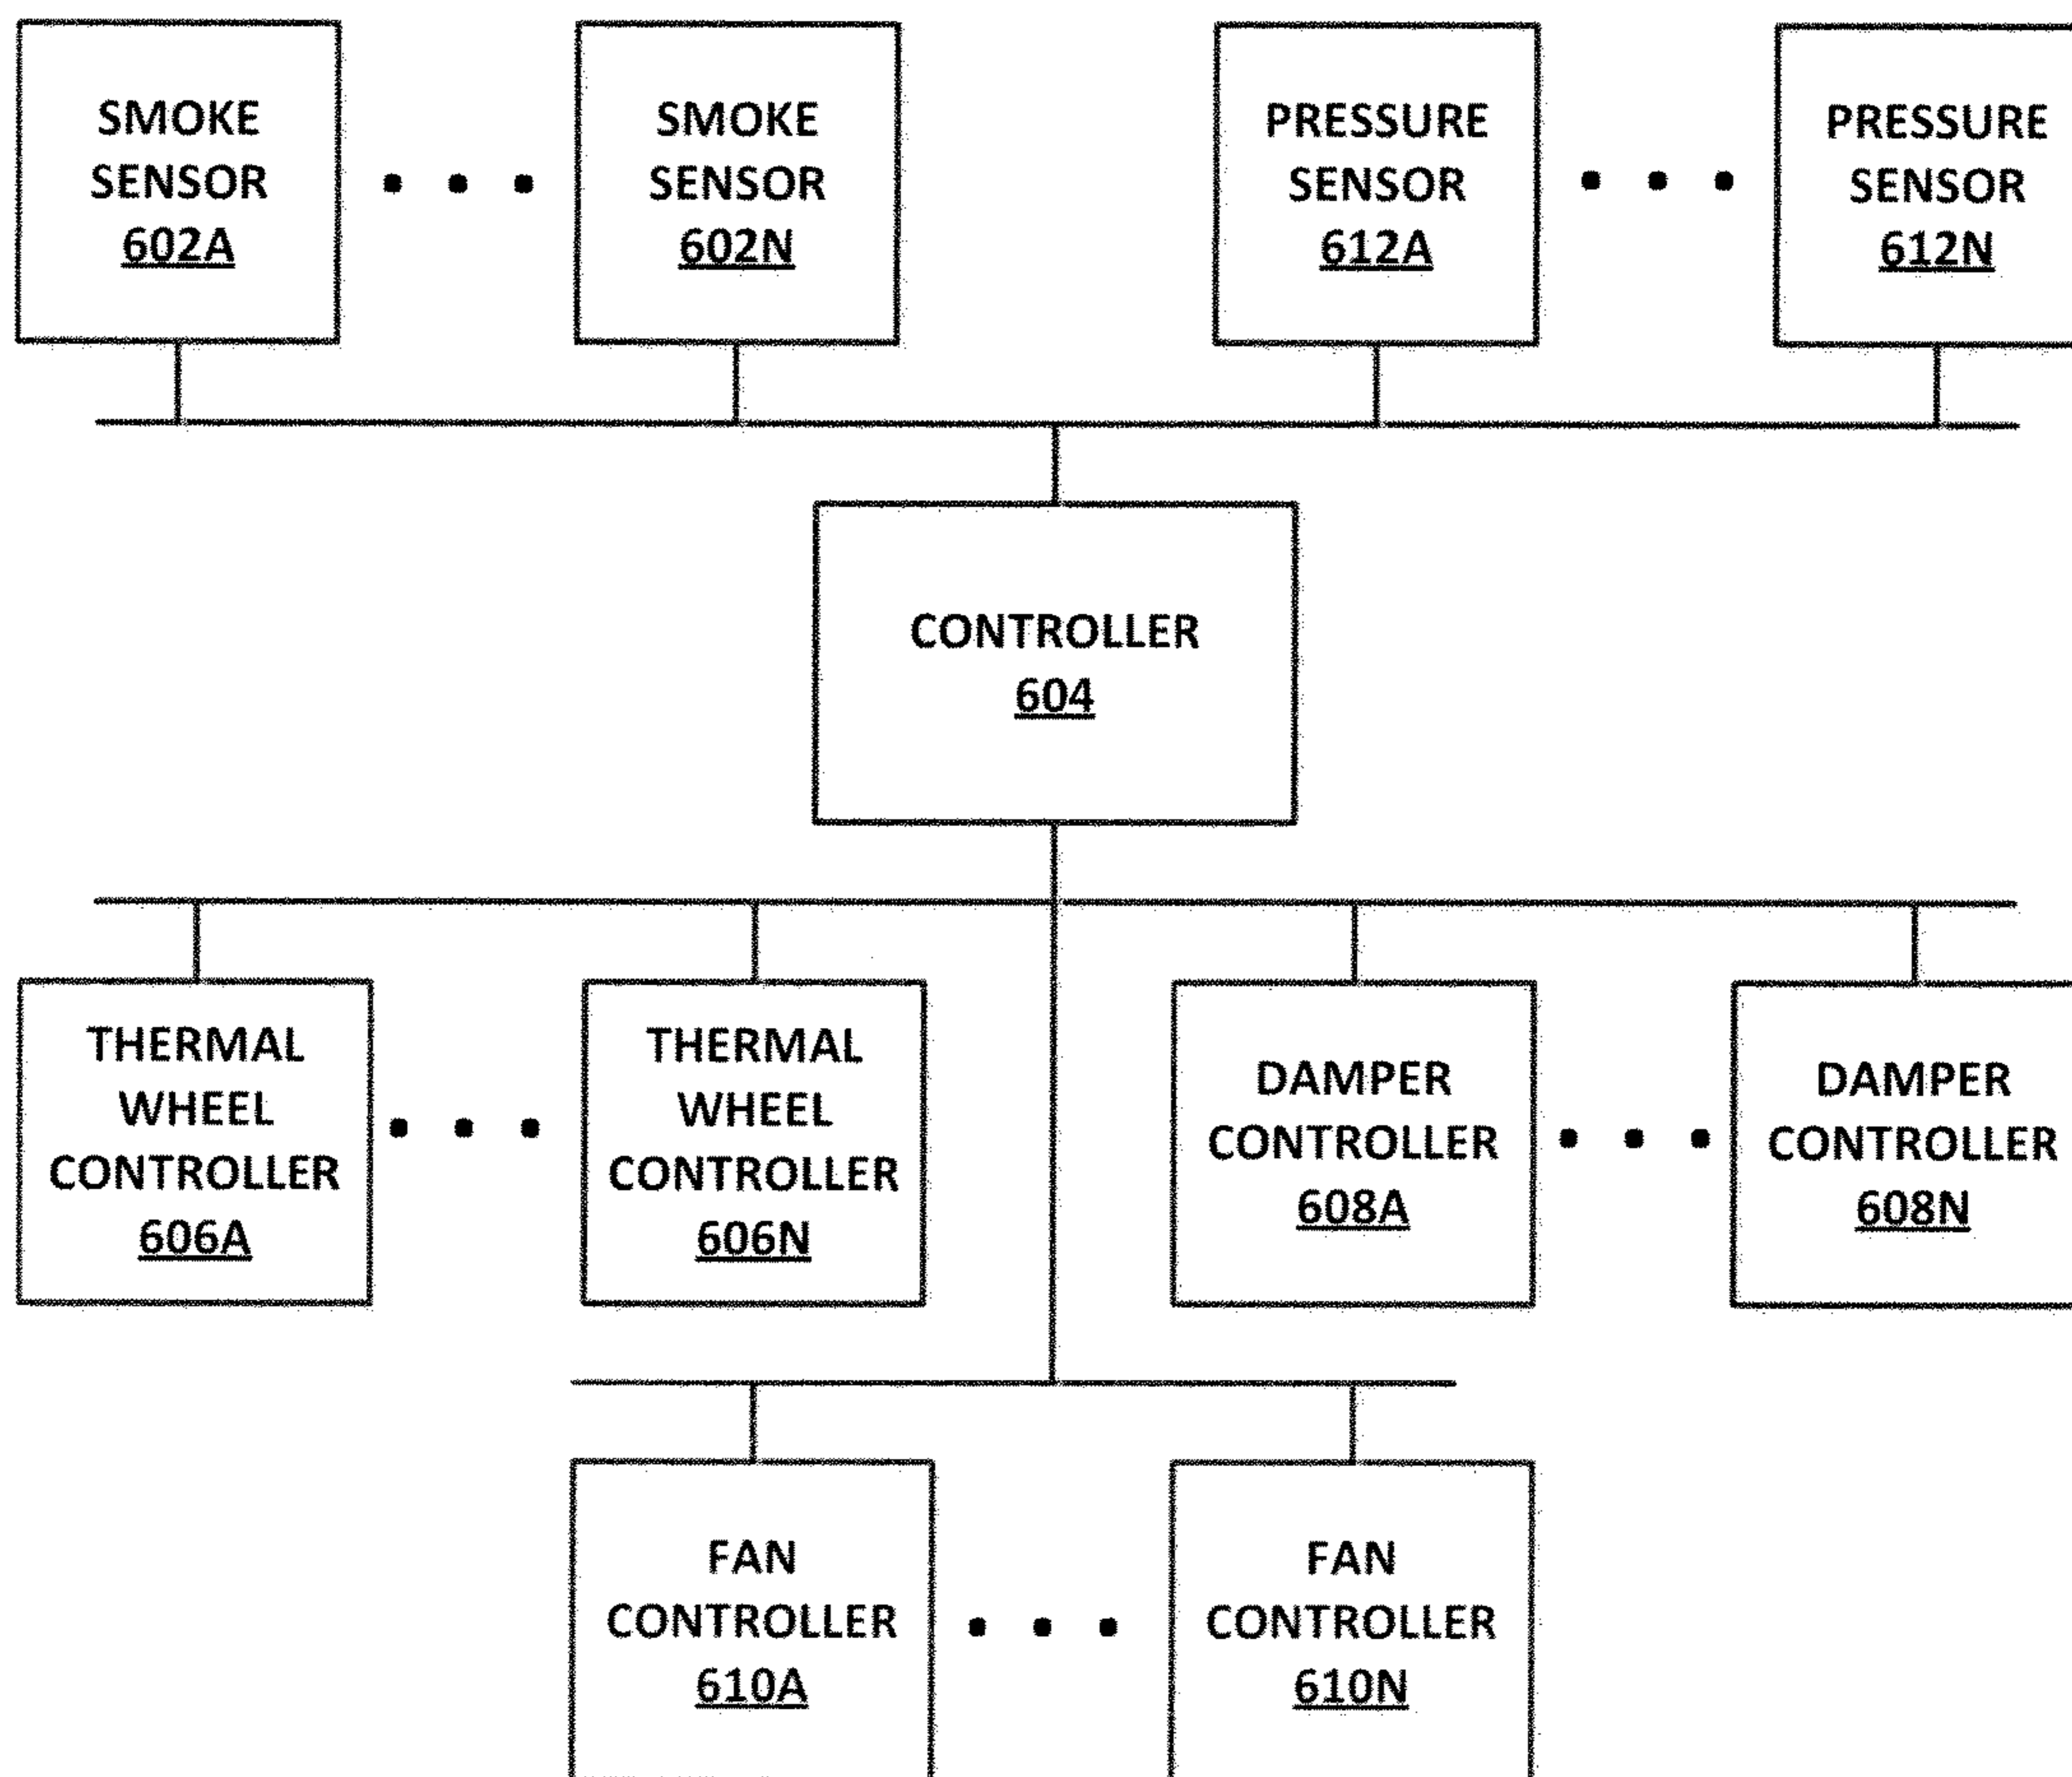 SMOKE
SENSOR
602A
SMOKE
SENSOR
602N
PRESSURE
SENSOR
612A
PRESSURE
SENSOR
612N
CONTROLLER
604
THERMAL
WHEEL
CONTROLLER
606A
THERMAL
WHEEL
CONTROLLER
606N
DAMPER
CONTROLLER
608A
DAMPER
CONTROLLER
608N
FAN
CONTROLLER
610A
FAN
CONTROLLER
610N